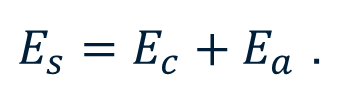 E_s = E_c + E_a .